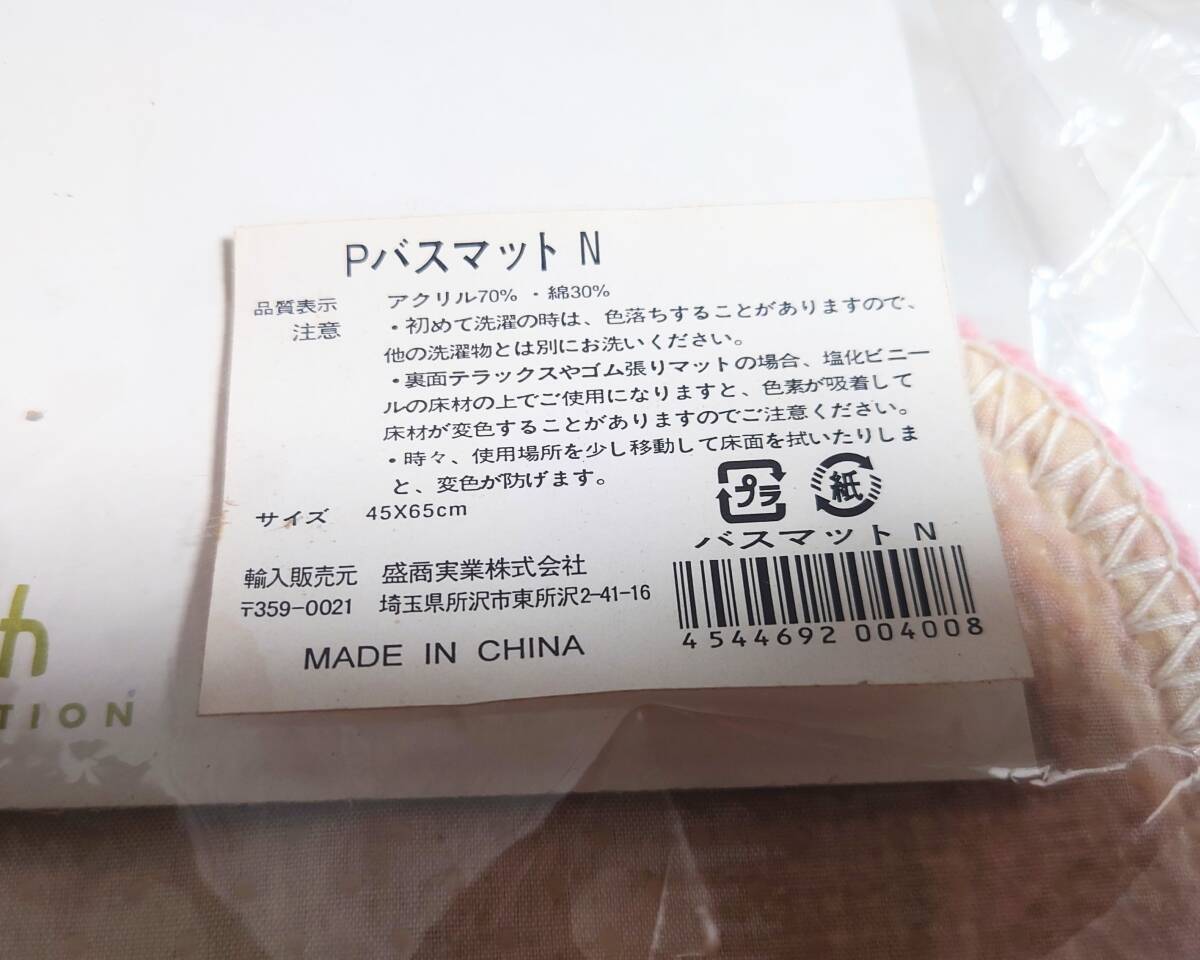 PバスマットN
品質表示 アクリル70%・綿30%
注意 ・初めて洗濯の時は、色落ちすることがありますので、
他の洗濯物とは別にお洗いください。
・裏面テラックスやゴム張りマットの場合、塩化ビニー
ルの床材の上でご使用になりますと、色素が吸着して
床材が変色することがありますのでご注意ください。
・時々、使用場所を少し移動して床面を拭いたりしま
と、変色が防げます。
プラ 紙
サイズ 45X65cm
バスマット N
輸入販売元 盛商実業株式会社
〒359-0021 埼玉県所沢市東所沢2-41-16
MADE IN CHINA
4544692 004008
h
TION